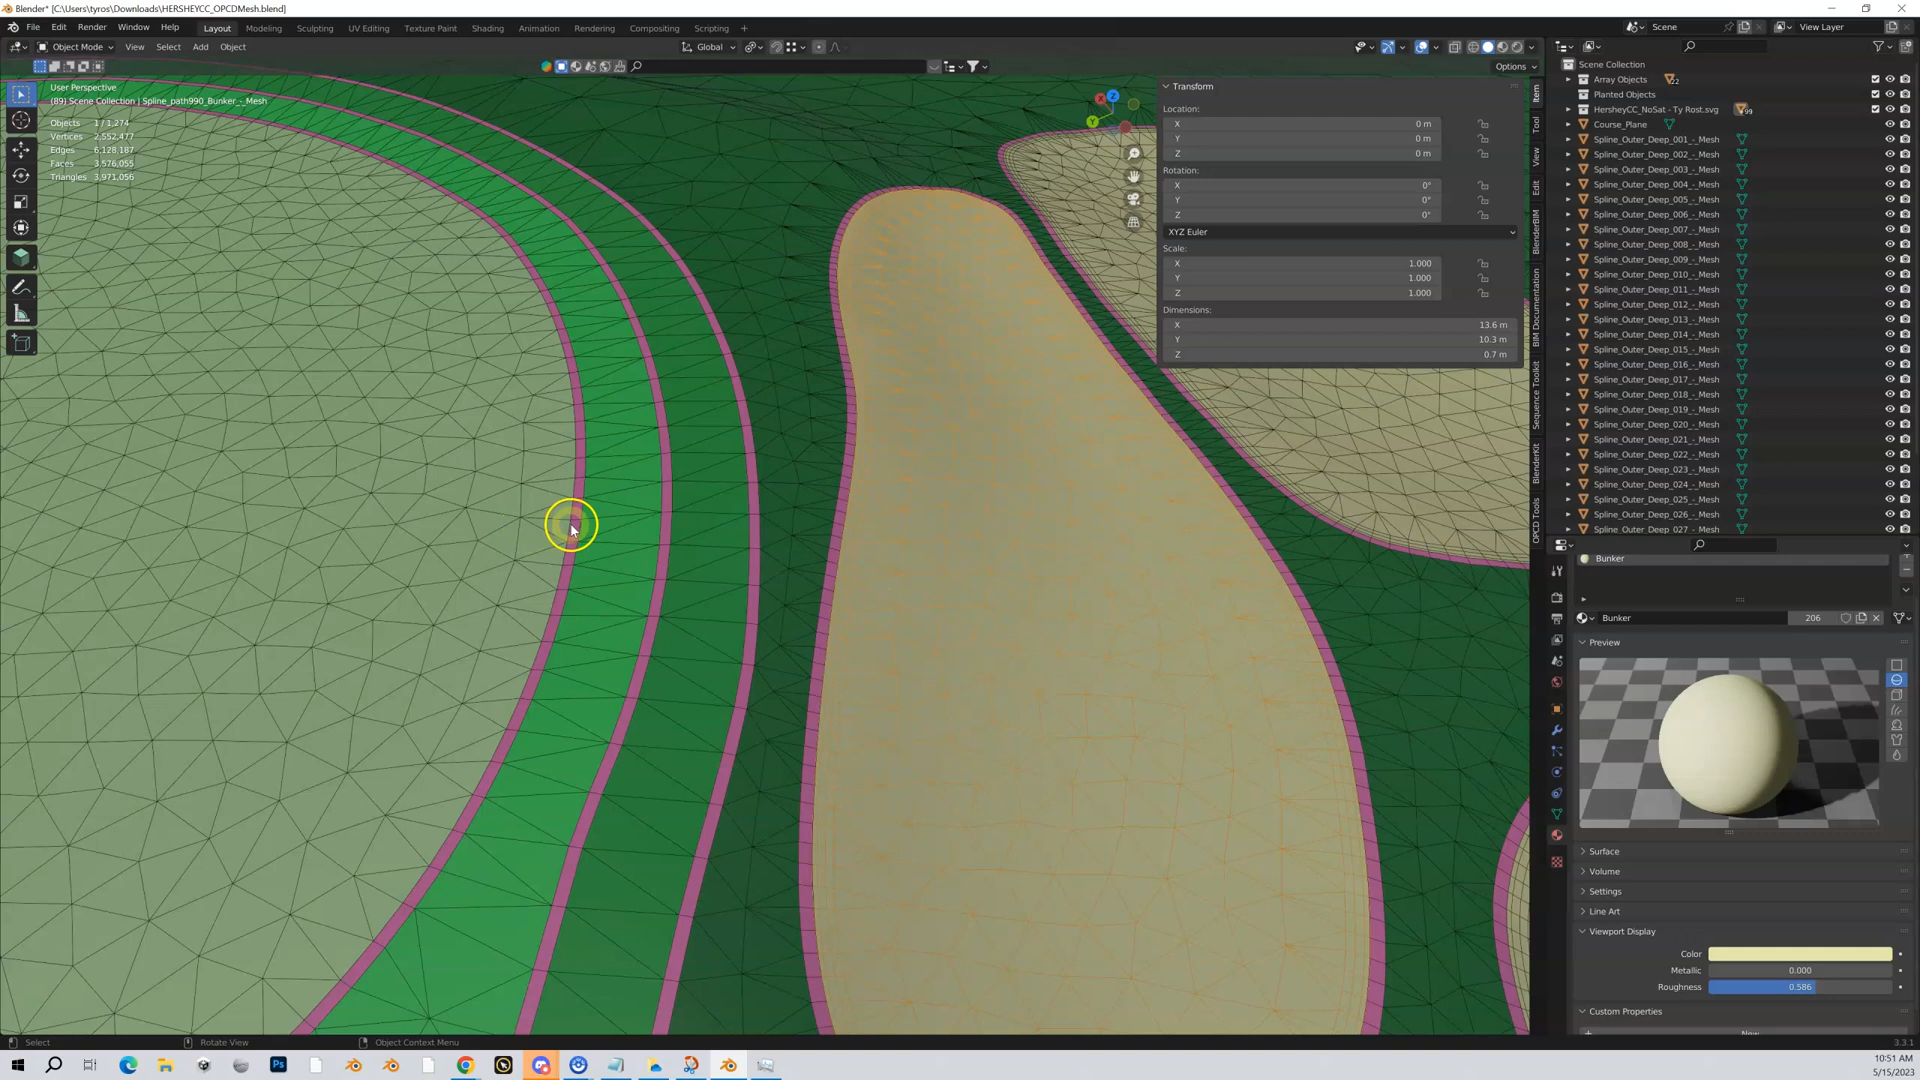 Blender* [C:\Users\tyros\Downloads\HERSHEYCC_OPCDMesh.blend]
File Edit Render Window Help Layout Modeling Sculpting UV Editing Texture Paint Shading Animation Rendering Compositing Scripting + Scene View Layer
Object Mode View Select Add Object Global
Options
User Perspective
(89) Scene Collection | Spline_path990_Bunker_-_Mesh
Objects 1 / 1,274
Vertices 2,552,477
Edges 6,128,187
Faces 3,576,055
Triangles 3,971,056
Transform
Location:
X 0 m
Y 0 m
Z 0 m
Rotation:
X 0°
Y 0°
Z 0°
XYZ Euler
Scale:
X 1.000
Y 1.000
Z 1.000
Dimensions:
X 13.6 m
Y 10.3 m
Z 0.7 m
Item
Tool
View
Edit
BlenderBIM
BIM Documentation
Sequence Toolkit
BlenderKit
OPCD Tools
Scene Collection
Array Objects 22
Planted Objects
HersheyCC_NoSat - Ty Rost.svg 99
Course_Plane
Spline_Outer_Deep_001_-_Mesh
Spline_Outer_Deep_002_-_Mesh
Spline_Outer_Deep_003_-_Mesh
Spline_Outer_Deep_004_-_Mesh
Spline_Outer_Deep_005_-_Mesh
Spline_Outer_Deep_006_-_Mesh
Spline_Outer_Deep_007_-_Mesh
Spline_Outer_Deep_008_-_Mesh
Spline_Outer_Deep_009_-_Mesh
Spline_Outer_Deep_010_-_Mesh
Spline_Outer_Deep_011_-_Mesh
Spline_Outer_Deep_012_-_Mesh
Spline_Outer_Deep_013_-_Mesh
Spline_Outer_Deep_014_-_Mesh
Spline_Outer_Deep_015_-_Mesh
Spline_Outer_Deep_016_-_Mesh
Spline_Outer_Deep_017_-_Mesh
Spline_Outer_Deep_018_-_Mesh
Spline_Outer_Deep_019_-_Mesh
Spline_Outer_Deep_020_-_Mesh
Spline_Outer_Deep_021_-_Mesh
Spline_Outer_Deep_022_-_Mesh
Spline_Outer_Deep_023_-_Mesh
Spline_Outer_Deep_024_-_Mesh
Spline_Outer_Deep_025_-_Mesh
Spline_Outer_Deep_026_-_Mesh
Spline_Outer_Deep_027_-_Mesh
Bunker
Bunker 206
Preview
Surface
Volume
Settings
Line Art
Viewport Display
Color
Metallic 0.000
Roughness 0.586
Custom Properties
New
Select Rotate View Object Context Menu 3.3.1
10:51 AM
5/15/2023
X
Y
Z
Ps